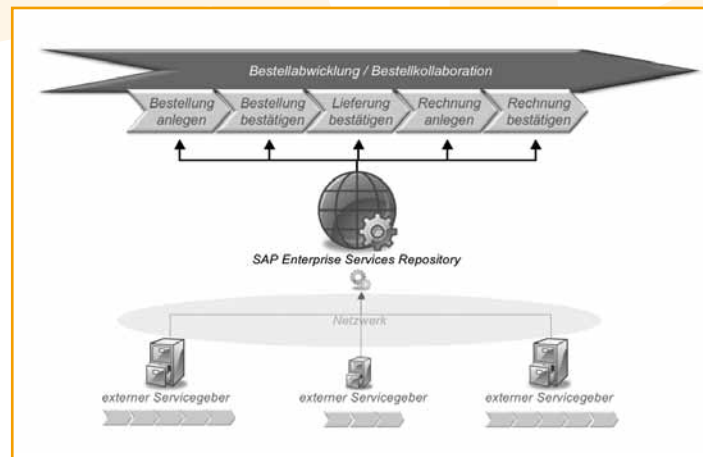 Bestellabwicklung / Bestellkollaboration
Bestellung
anlegen
Bestellung
bestätigen
Lieferung
bestätigen
Rechnung
anlegen
Rechnung
bestätigen
SAP Enterprise Services Repository
Netzwerk
externer Servicegeber
externer Servicegeber
externer Servicegeber